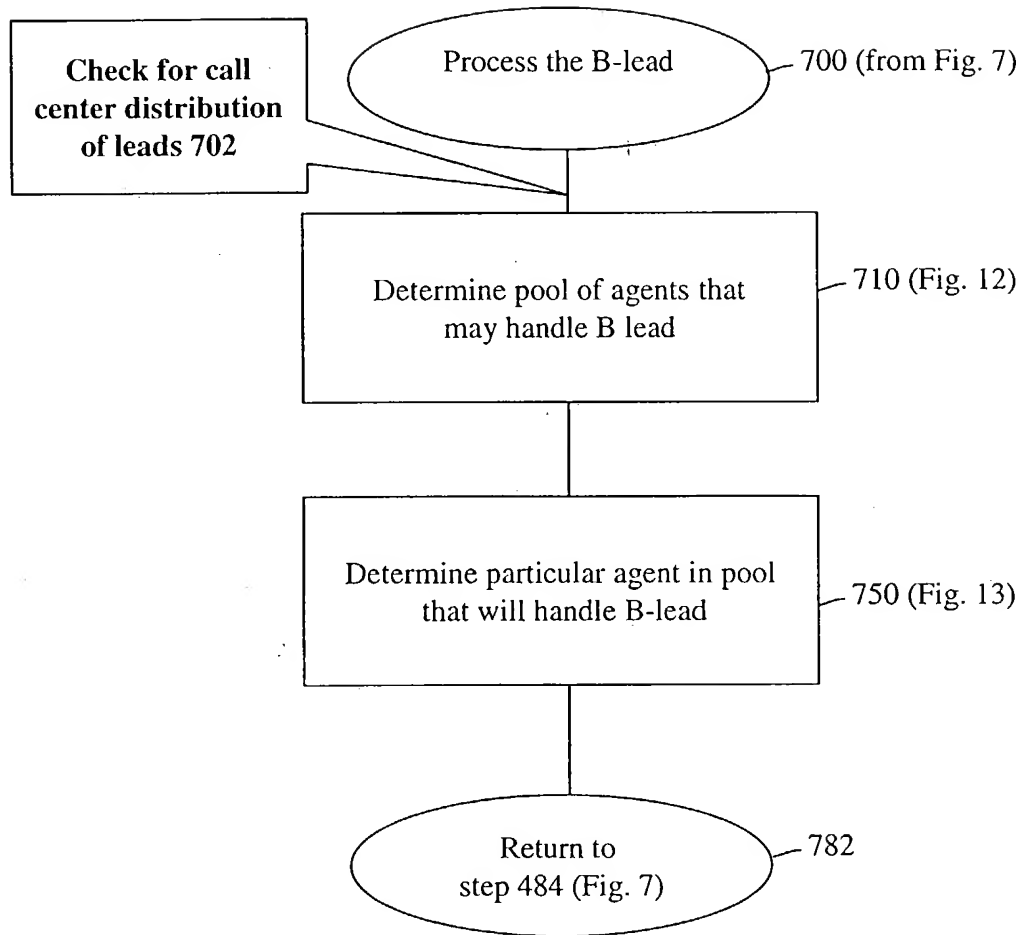 Check for call
center distribution
of leads 702
Process the B-lead
700 (from Fig. 7)
Determine pool of agents that
may handle B lead
710 (Fig. 12)
Determine particular agent in pool
that will handle B-lead
750 (Fig. 13)
Return to
step 484 (Fig. 7)
782